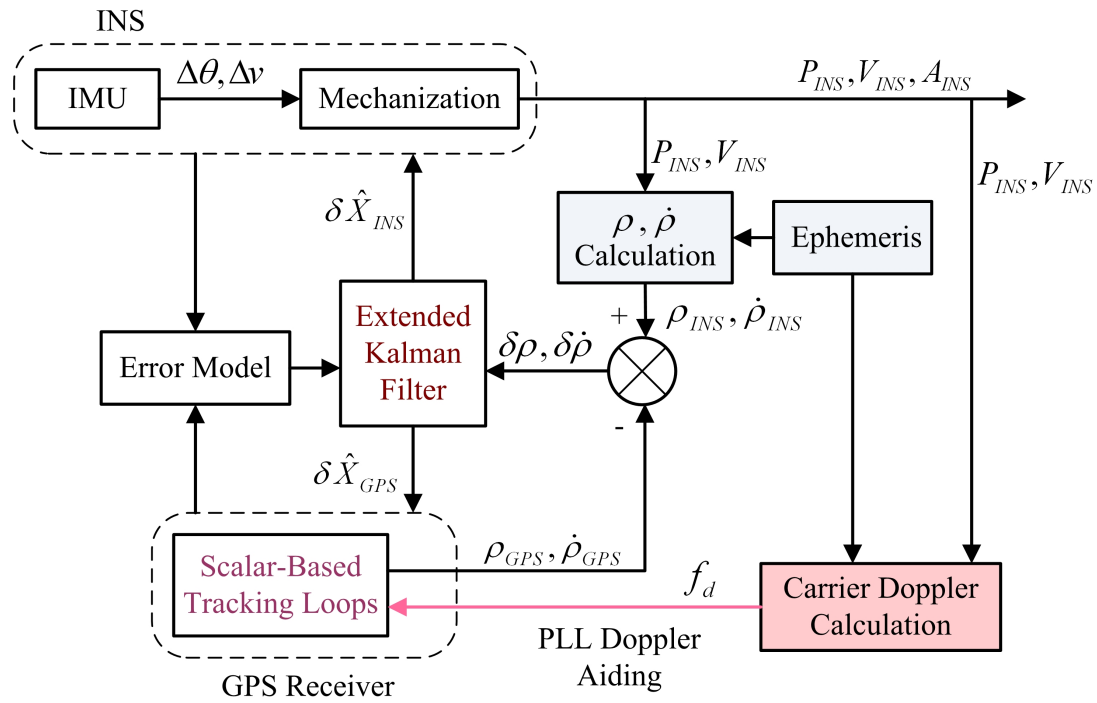 INS
IMU
Δθ, Δv
Mechanization
P_INS, V_INS, A_INS
P_INS, V_INS
P_INS, V_INS
δX̂_INS
ρ, ρ̇
Calculation
Ephemeris
Extended
Kalman
Filter
+
ρ_INS, ρ̇_INS
δρ, δρ̇
Error Model
-
δX̂_GPS
Scalar-Based
Tracking Loops
ρ_GPS, ρ̇_GPS
f_d
Carrier Doppler
Calculation
PLL Doppler
Aiding
GPS Receiver